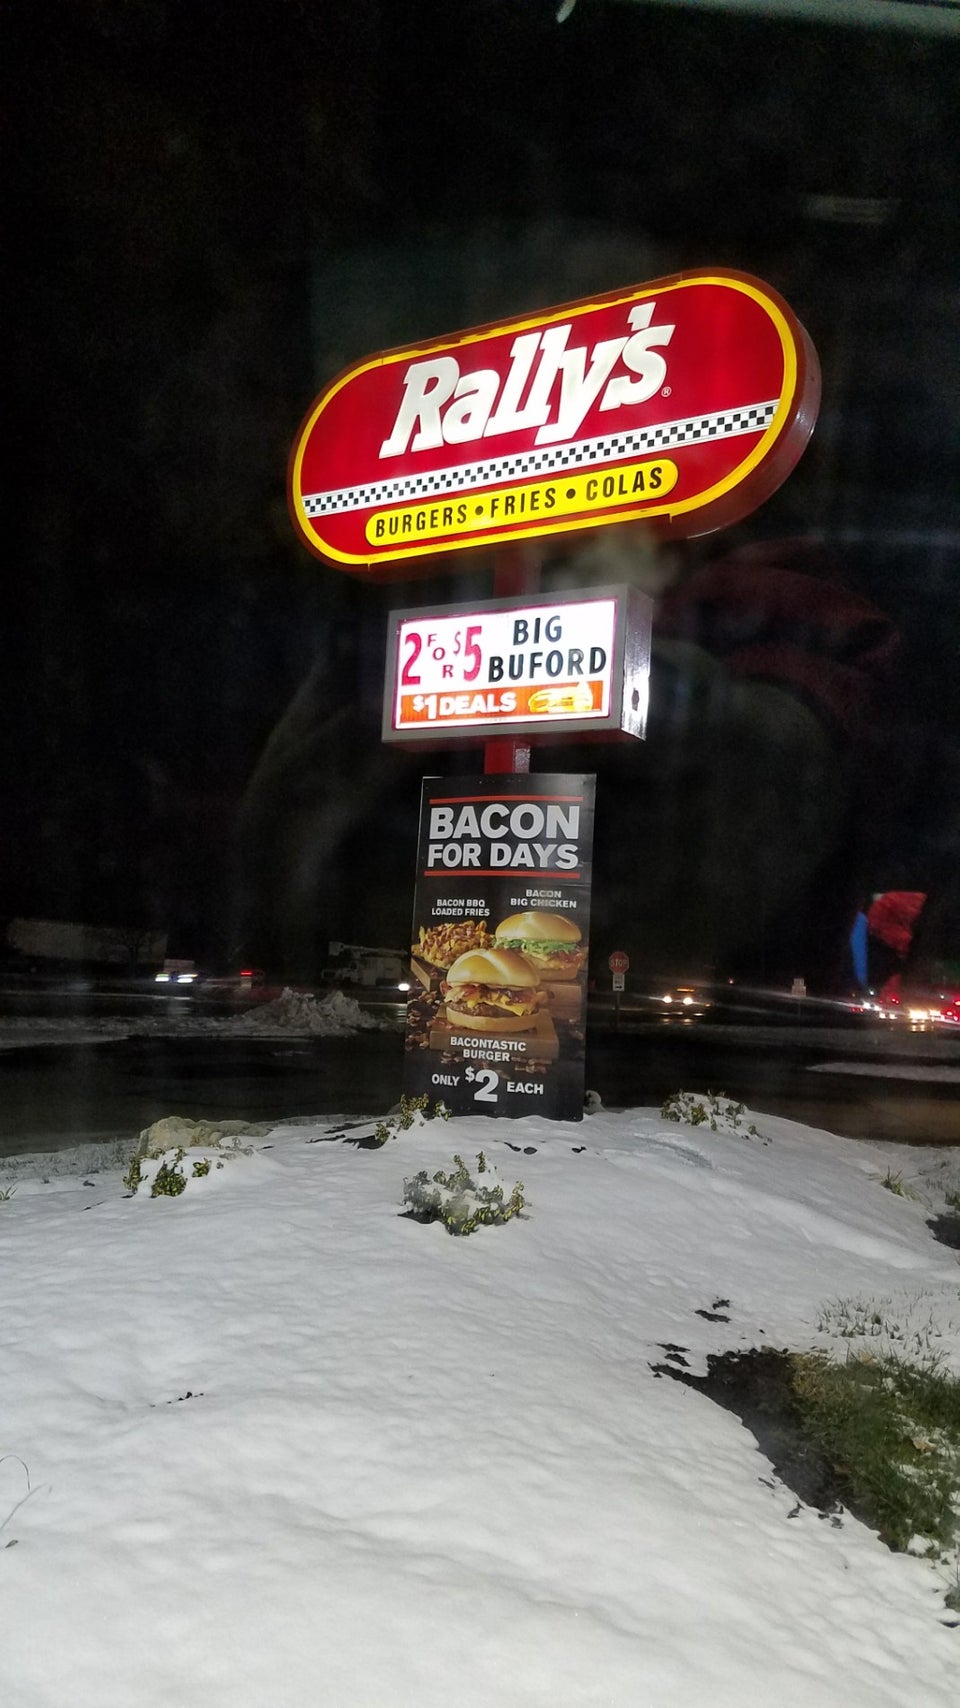 Rally's®
BURGERS • FRIES • COLAS
2 FOR $5 BIG
BUFORD
$1 DEALS
BACON
FOR DAYS
BACON BBQ
LOADED FRIES
BACON
BIG CHICKEN
BACONTASTIC
BURGER
ONLY $2 EACH
STOP